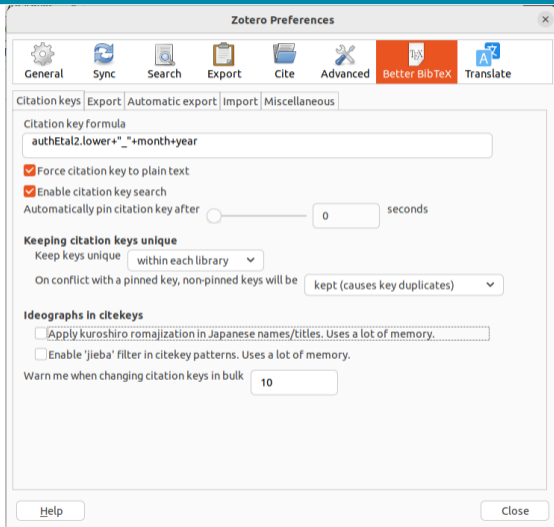 Zotero Preferences
General Sync Search Export Cite Advanced Better BibTeX Translate
Citation keys Export Automatic export Import Miscellaneous
Citation key formula
authEtal2.lower+"_"+month+year
Force citation key to plain text
Enable citation key search
Automatically pin citation key after 0 seconds
Keeping citation keys unique
Keep keys unique within each library
On conflict with a pinned key, non-pinned keys will be kept (causes key duplicates)
Ideographs in citekeys
Apply kuroshiro romajization in Japanese names/titles. Uses a lot of memory.
Enable 'jieba' filter in citekey patterns. Uses a lot of memory.
Warn me when changing citation keys in bulk 10
Help Close